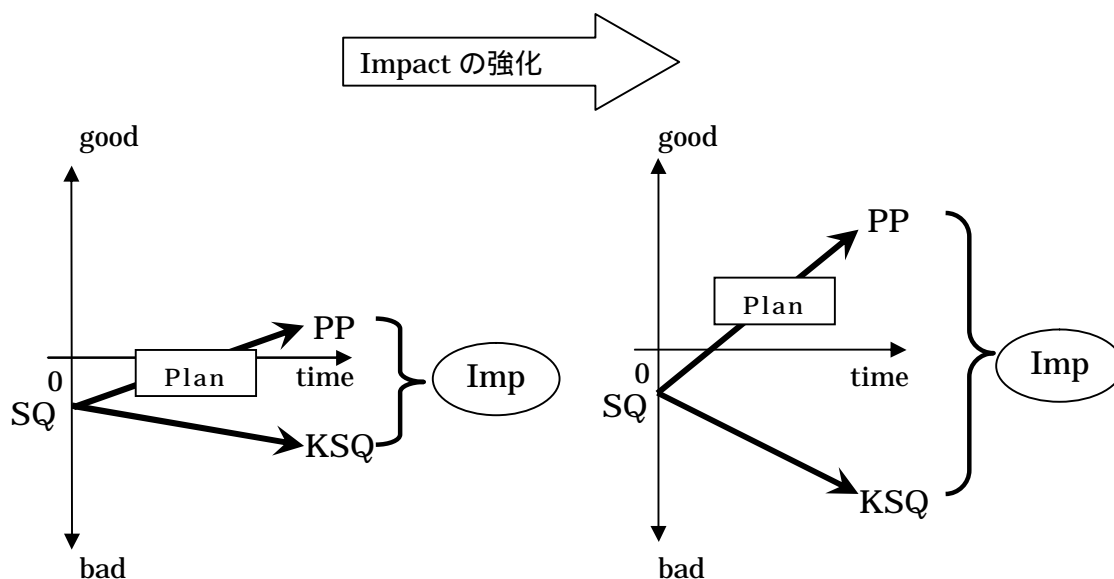 Impact の強化
good
PP
Plan
0
time
SQ
KSQ
Imp
bad
good
PP
Plan
0
time
SQ
KSQ
Imp
bad